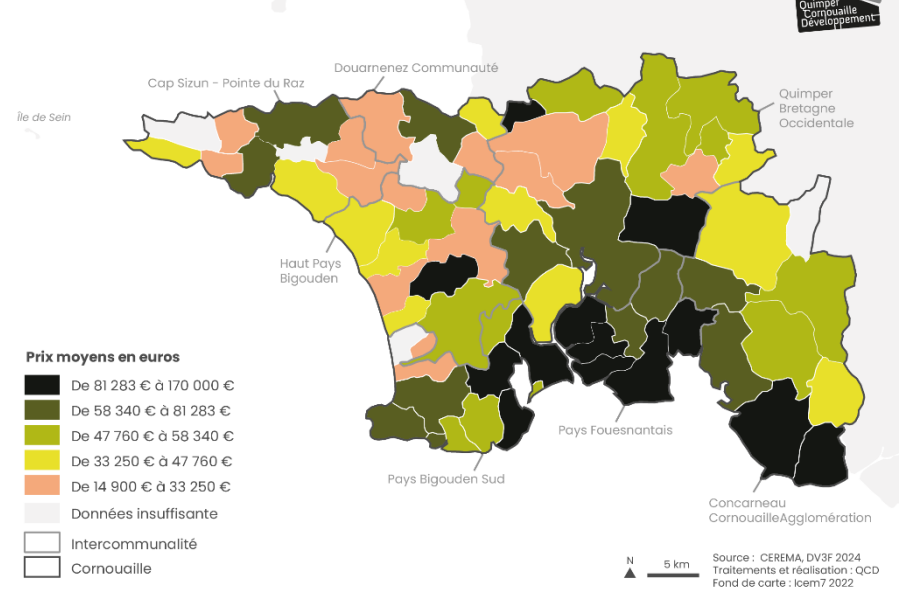 Quimper
Cornouaille
Développement
Douarnenez Communauté
Cap Sizun - Pointe du Raz
Île de Sein
Quimper
Bretagne
Occidentale
Haut Pays
Bigouden
Prix moyens en euros
De 81 283 € à 170 000 €
De 58 340 € à 81 283 €
De 47 760 € à 58 340 €
De 33 250 € à 47 760 €
De 14 900 € à 33 250 €
Données insuffisante
Intercommunalité
Cornouaille
Pays Fouesnantais
Pays Bigouden Sud
Concarneau
CornouailleAgglomération
N
5 km
Source : CEREMA, DV3F 2024
Traitements et réalisation : QCD
Fond de carte : Icem7 2022